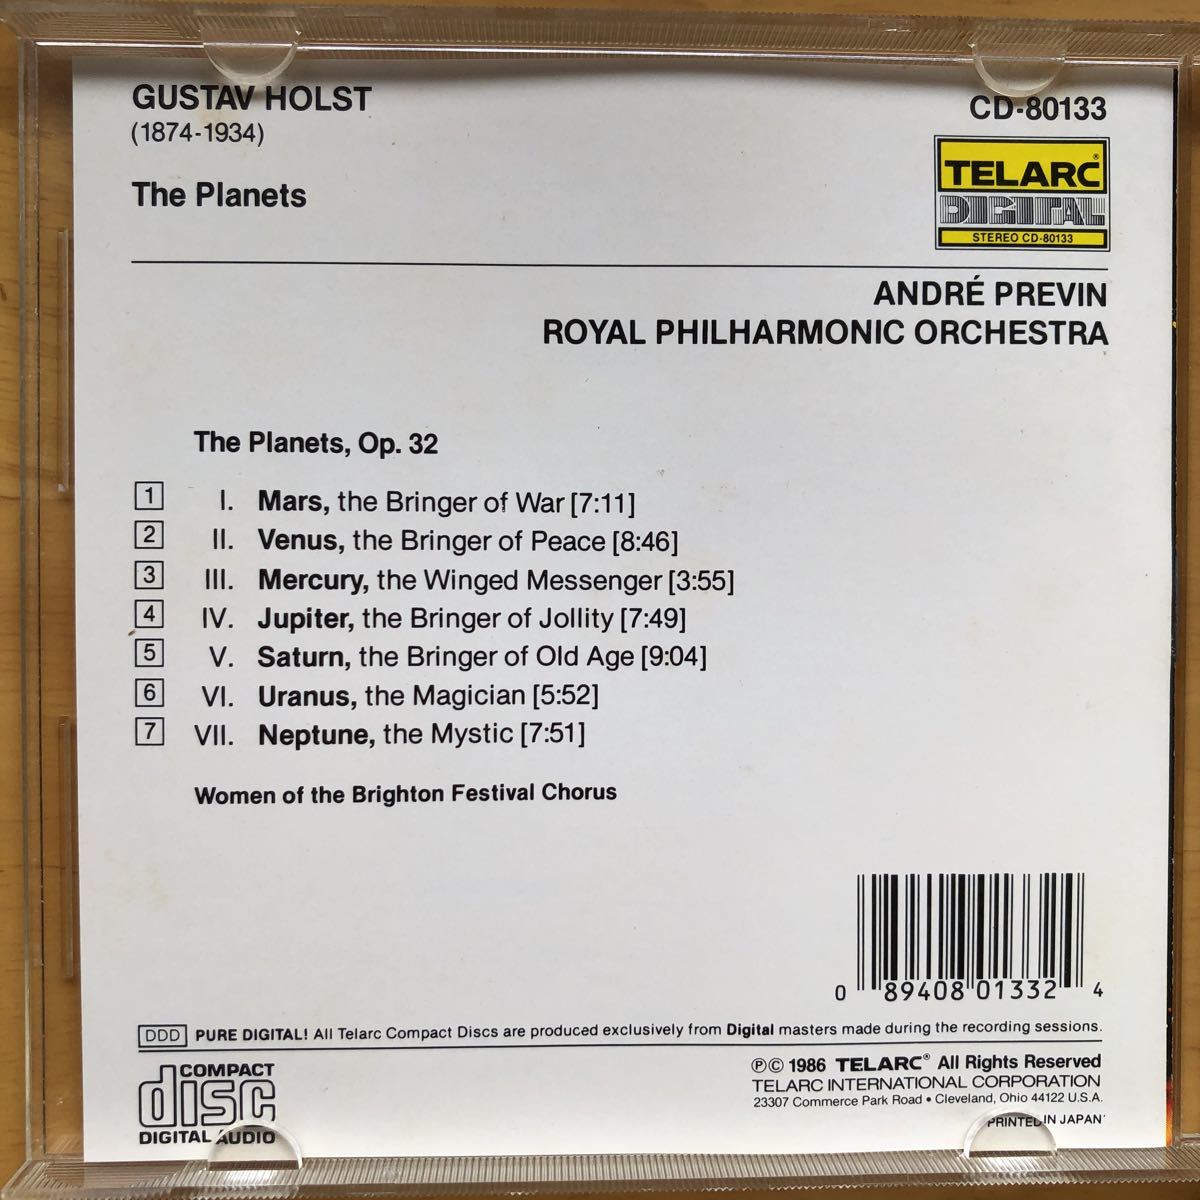 GUSTAV HOLST
(1874-1934)
The Planets
CD-80133
TELARC®
DIGITAL
STEREO CD-80133
ANDRÉ PREVIN
ROYAL PHILHARMONIC ORCHESTRA
The Planets, Op. 32
1 I. Mars, the Bringer of War [7:11]
2 II. Venus, the Bringer of Peace [8:46]
3 III. Mercury, the Winged Messenger [3:55]
4 IV. Jupiter, the Bringer of Jollity [7:49]
5 V. Saturn, the Bringer of Old Age [9:04]
6 VI. Uranus, the Magician [5:52]
7 VII. Neptune, the Mystic [7:51]
Women of the Brighton Festival Chorus
0 89408 01332 4
DDD PURE DIGITAL! All Telarc Compact Discs are produced exclusively from Digital masters made during the recording sessions.
COMPACT
disc
DIGITAL AUDIO
℗© 1986 TELARC® All Rights Reserved
TELARC INTERNATIONAL CORPORATION
23307 Commerce Park Road • Cleveland, Ohio 44122 U.S.A.
PRINTED IN JAPAN